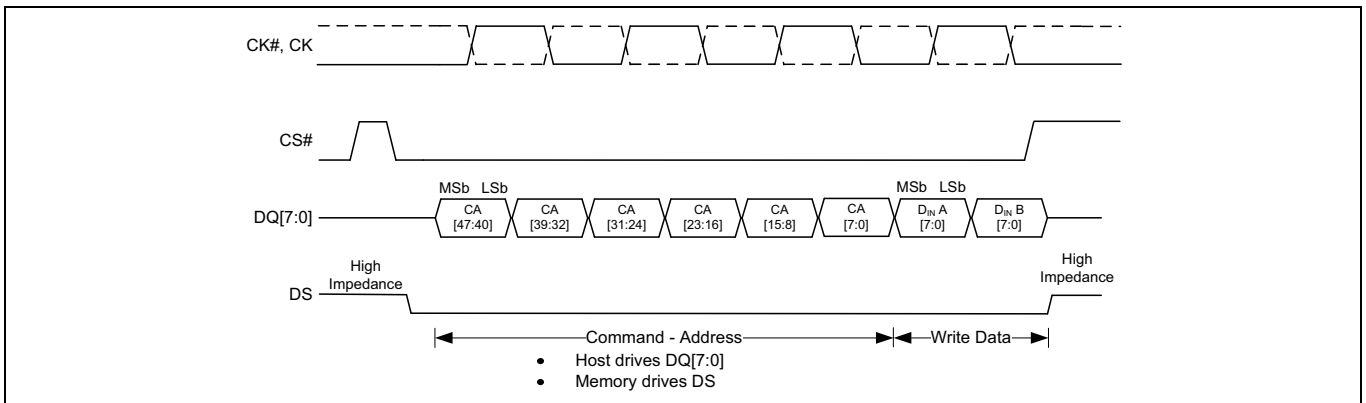 CK#, CK
CS#
MSb LSb MSb LSb
DQ[7:0] CA CA CA CA CA CA DIN A DIN B
[47:40] [39:32] [31:24] [23:16] [15:8] [7:0] [7:0] [7:0]
High High
Impedance Impedance
DS
Command - Address Write Data
• Host drives DQ[7:0]
• Memory drives DS